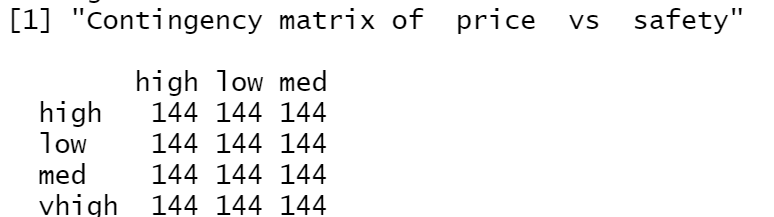 [1] "Contingency matrix of  price  vs  safety"
high low med
high 144 144 144
low 144 144 144
med 144 144 144
vhigh 144 144 144